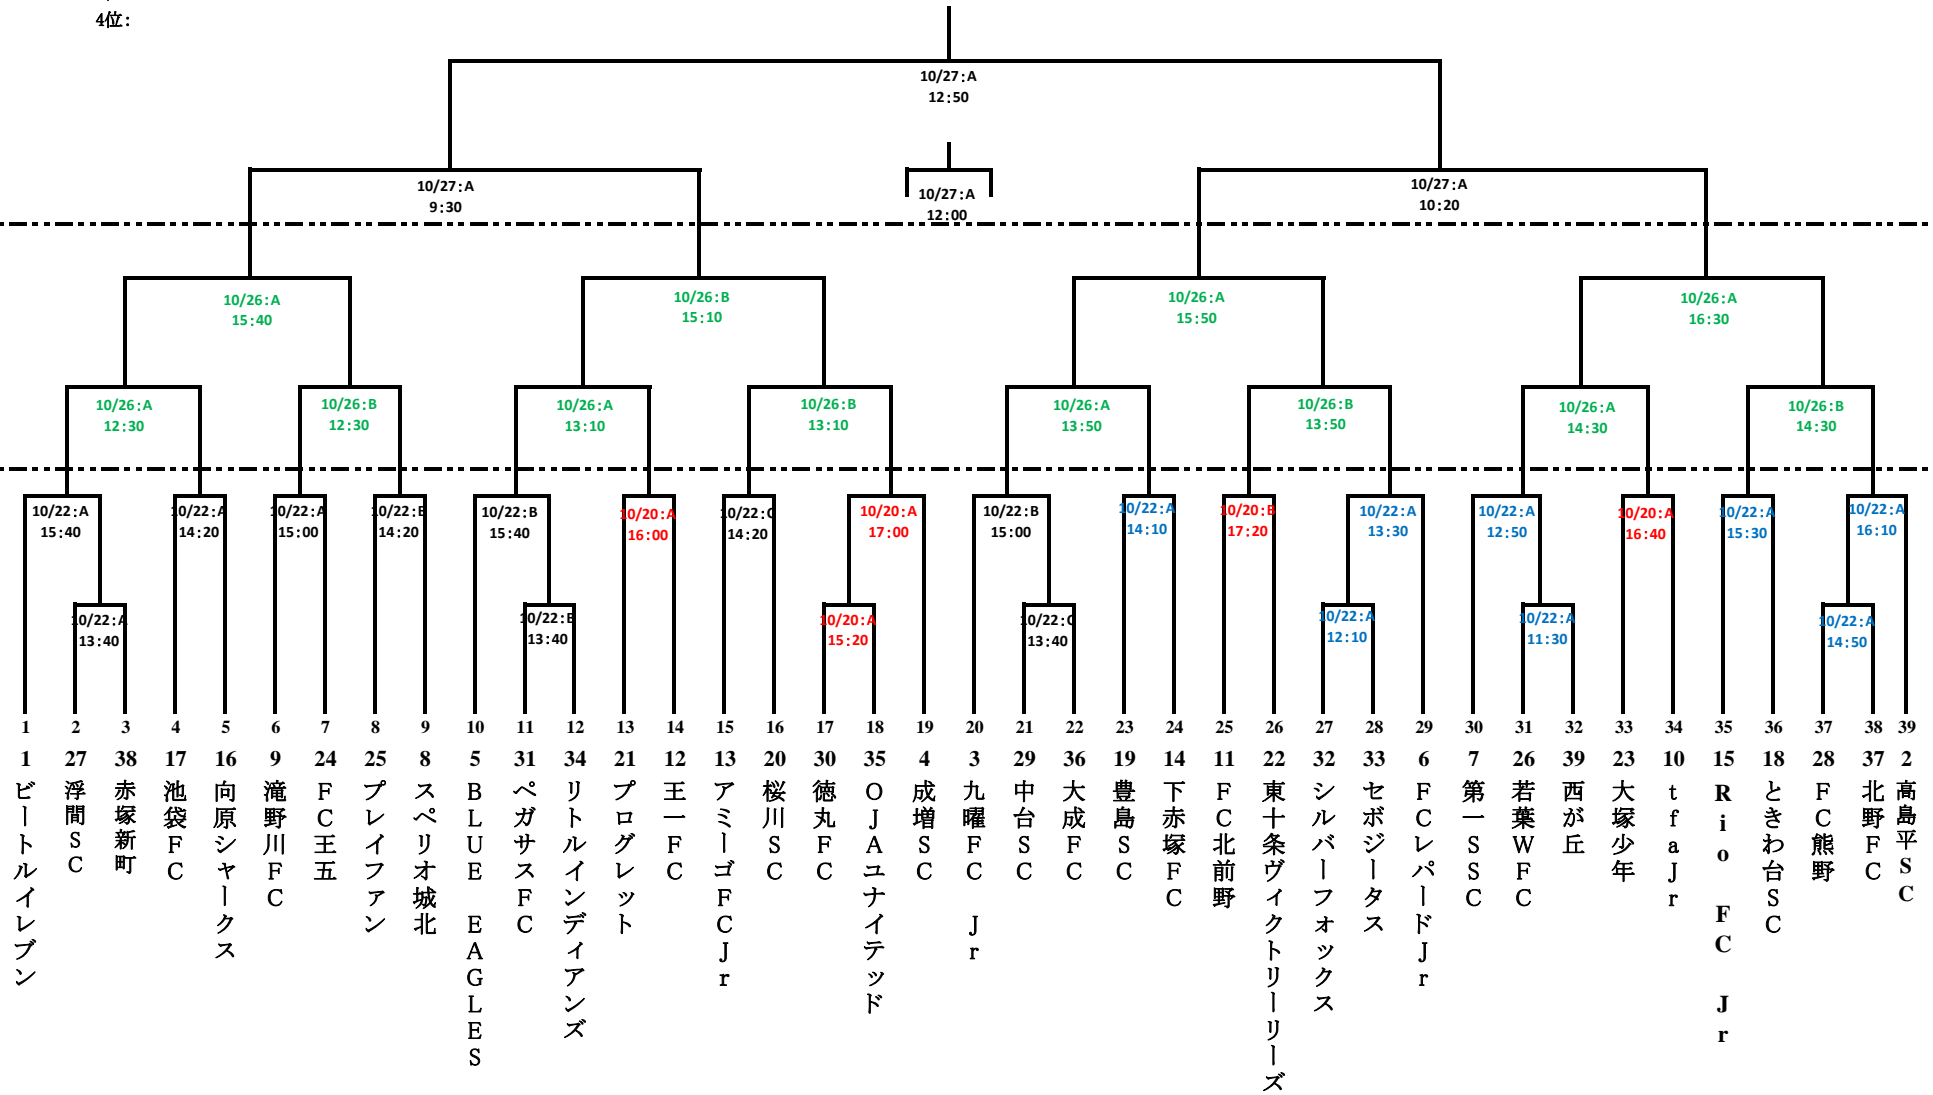 4位:
10/27:A
12:50
10/27:A
9:30
10/27:A
12:00
10/27:A
10:20
10/26:A
15:40
10/26:B
15:10
10/26:A
15:50
10/26:A
16:30
10/26:A
12:30
10/26:B
12:30
10/26:A
13:10
10/26:B
13:10
10/26:A
13:50
10/26:B
13:50
10/26:A
14:30
10/26:B
14:30
10/22:A
15:40
10/22:A
14:20
10/22:A
15:00
10/22:B
14:20
10/22:B
15:40
10/20:A
16:00
10/22:C
14:20
10/20:A
17:00
10/22:B
15:00
10/22:A
14:10
10/20:B
17:20
10/22:A
13:30
10/22:A
12:50
10/20:A
16:40
10/22:A
15:30
10/22:A
16:10
10/22:A
13:40
10/22:B
13:40
10/20:A
15:20
10/22:C
13:40
10/22:A
12:10
10/22:A
11:30
10/22:A
14:50
1 2 3 4 5 6 7 8 9 10 11 12 13 14 15 16 17 18 19 20 21 22 23 24 25 26 27 28 29 30 31 32 33 34 35 36 37 38 39
1 27 38 17 16 9 24 25 8 5 31 34 21 12 13 20 30 35 4 3 29 36 19 14 11 22 32 33 6 7 26 39 23 10 15 18 28 37 2
ビートルイレブン
浮間SC
赤塚新町
池袋FC
向原シャークス
滝野川FC
FC王五
プレイファン
スペリオ城北
BLUE EAGLES
ペガサスFC
リトルインディアンズ
プログレット
王一FC
アミーゴFCJr
桜川SC
徳丸FC
OJAユナイテッド
成増SC
九曜FC Jr
中台SC
大成FC
豊島SC
下赤塚FC
FC北前野
東十条ヴィクトリーリーズ
シルバーフォックス
セボジータス
FCレパードJr
第一SSC
若葉WFC
西が丘
大塚少年
tfaJr
Rio FC Jr
ときわ台SC
FC熊野
北野FC
高島平SC